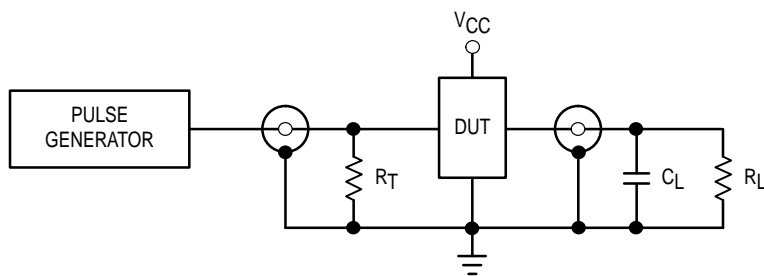 VCC
PULSE
GENERATOR
DUT
RT
CL
RL